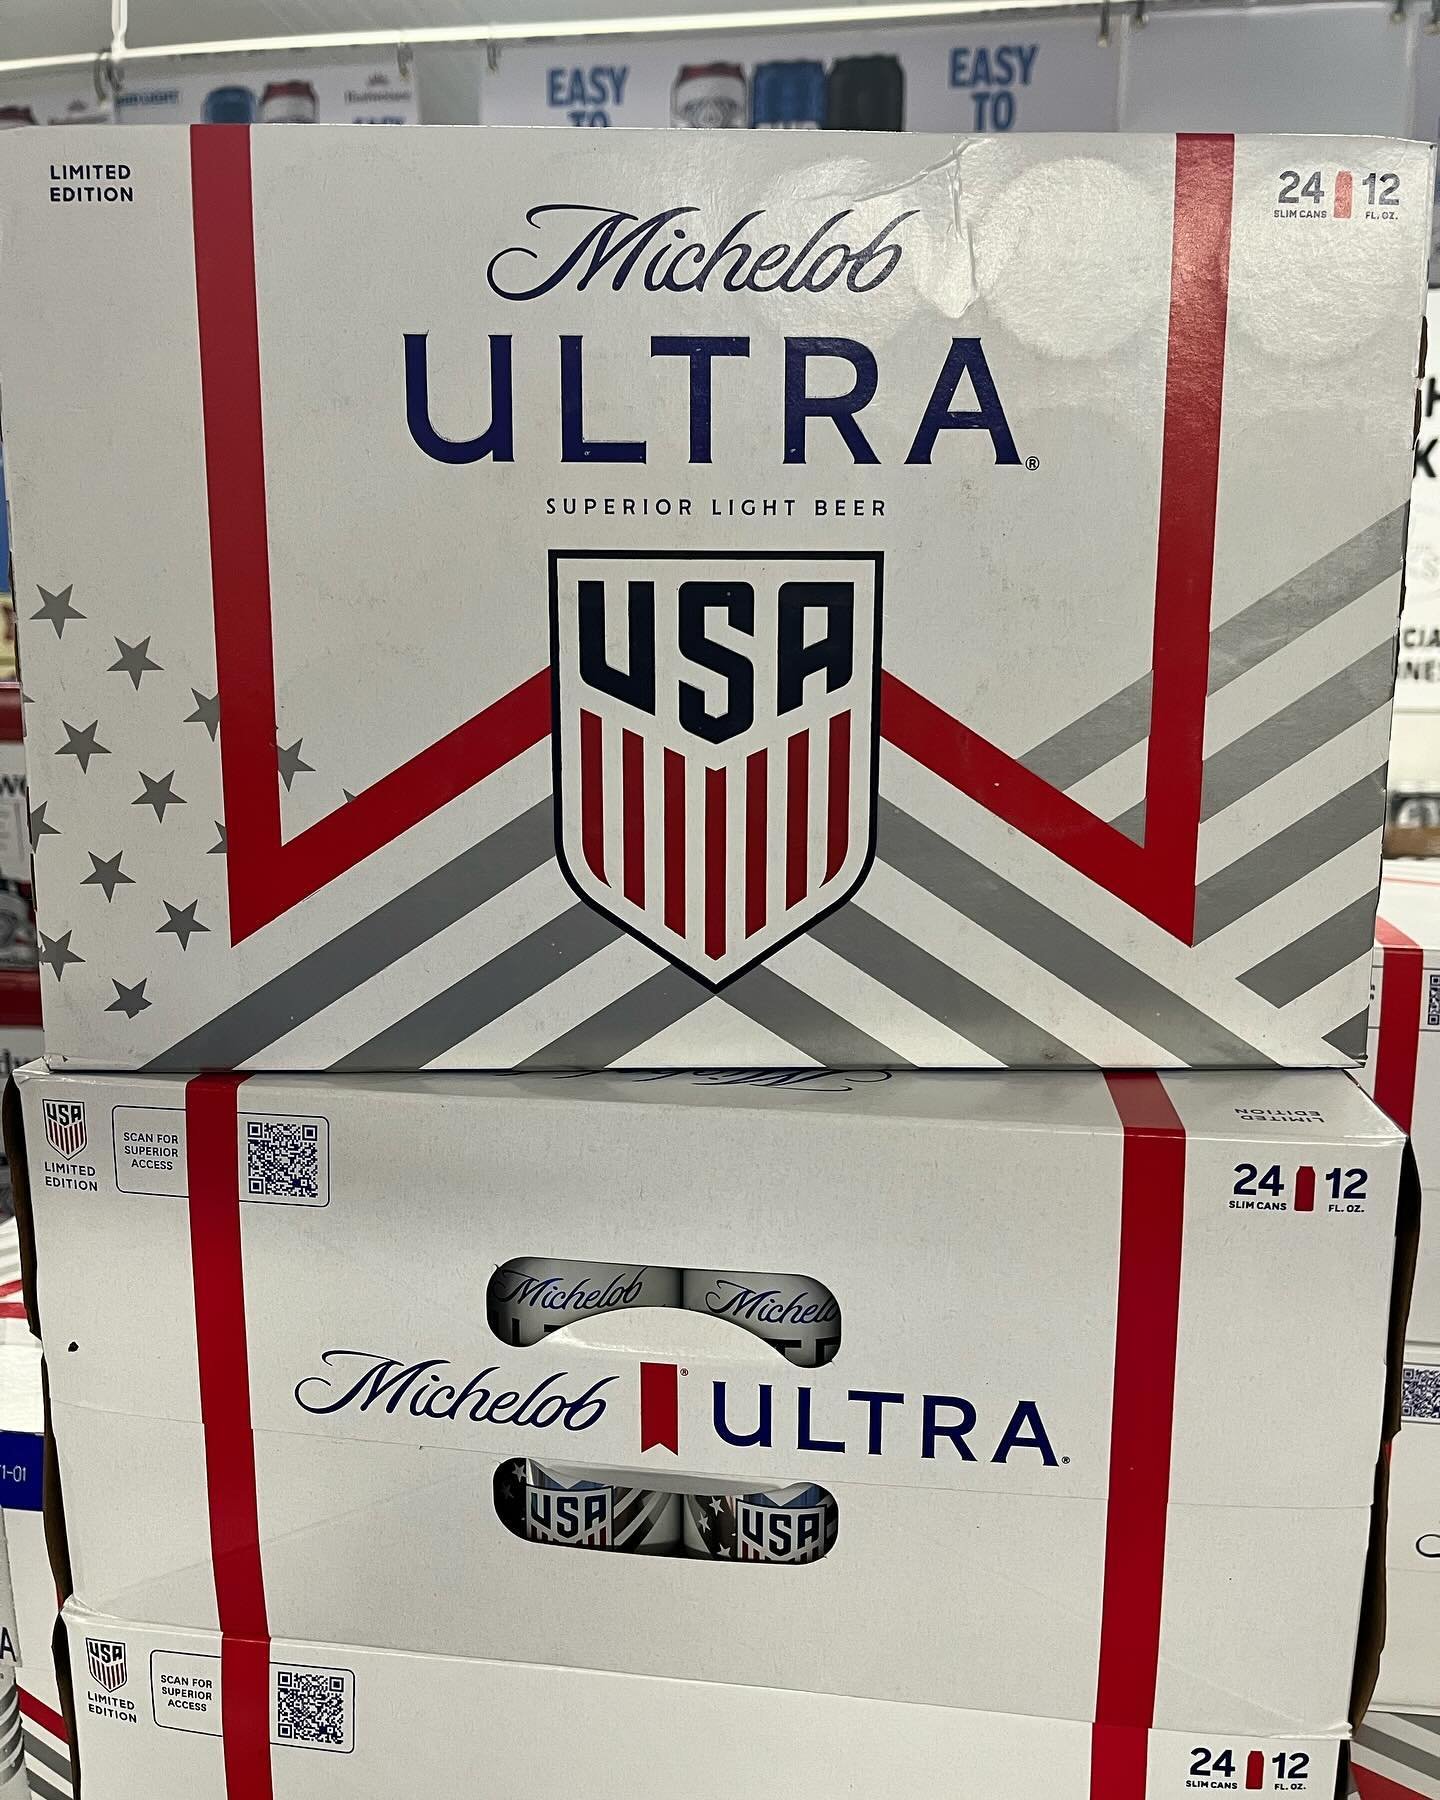 EASY
TO
EASY
TO
LIMITED
EDITION
24 12
SLIM CANS FL. OZ.
Michelob
ULTRA®
SUPERIOR LIGHT BEER
USA
USA
LIMITED
EDITION
SCAN FOR
SUPERIOR
ACCESS
LIMITED
EDITION
24 12
SLIM CANS FL. OZ.
Michelob Michelo
Michelob ® ULTRA®
USA USA
USA
LIMITED
EDITION
SCAN FOR
SUPERIOR
ACCESS
24 12
SLIM CANS FL. OZ.